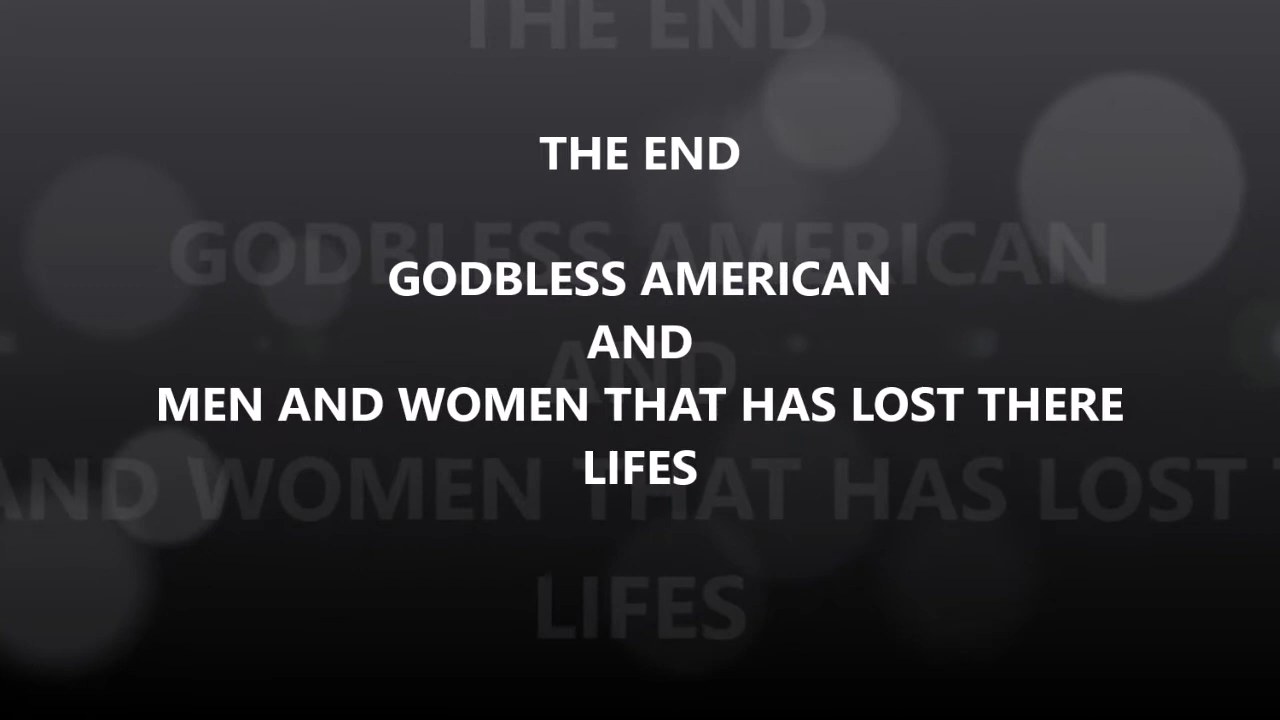 THE END
GODBLESS AMERICAN
AND
MEN AND WOMEN THAT HAS LOST THERE
LIFES